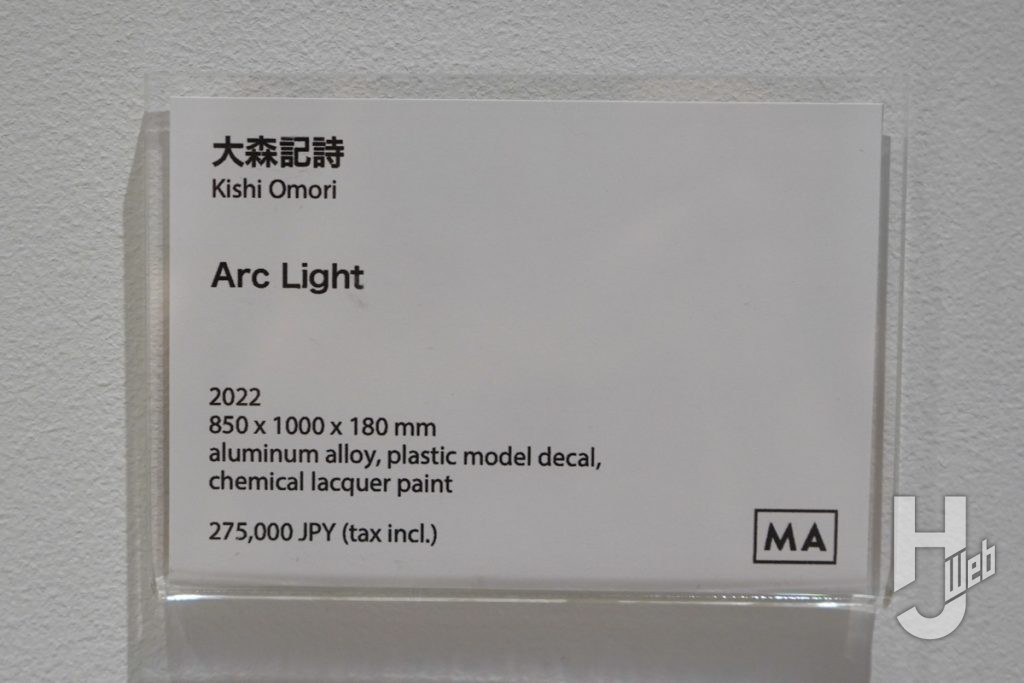 大森記詩
Kishi Omori
Arc Light
2022
850 x 1000 x 180 mm
aluminum alloy, plastic model decal,
chemical lacquer paint
275,000 JPY (tax incl.)
MA
HJ Web